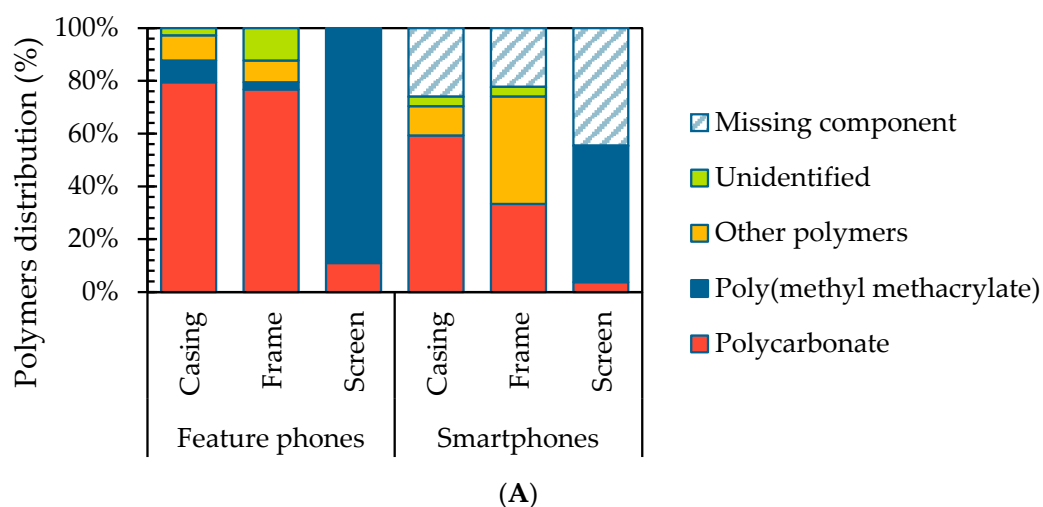 Polymers distribution (%)
100%
80%
60%
40%
20%
0%
Casing
Frame
Screen
Casing
Frame
Screen
Feature phones
Smartphones
Missing component
Unidentified
Other polymers
Poly(methyl methacrylate)
Polycarbonate
(A)